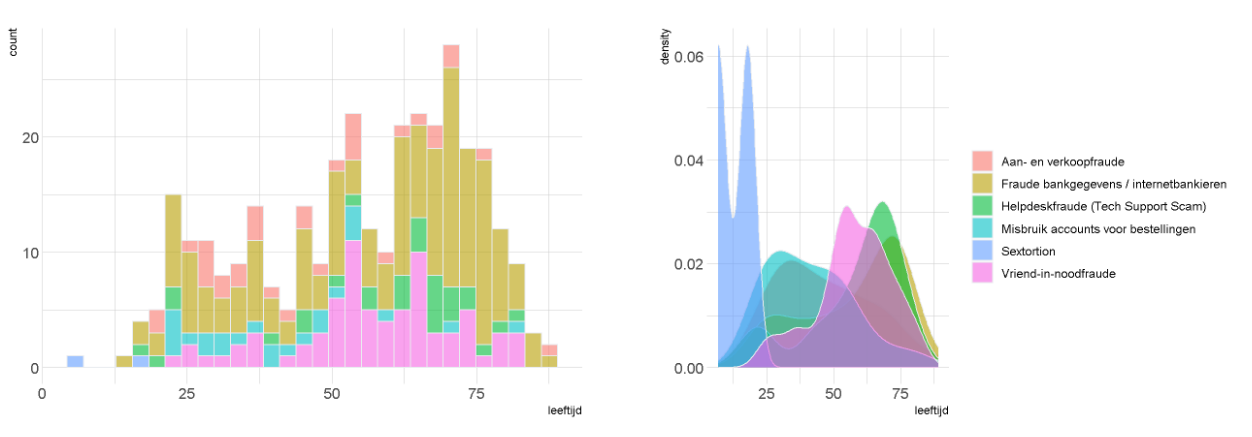 count
20
10
0
0
25
50
75
leeftijd
density
0.06
0.04
0.02
0.00
25
50
75
leeftijd
Aan- en verkoopfraude
Fraude bankgegevens / internetbankieren
Helpdeskfraude (Tech Support Scam)
Misbruik accounts voor bestellingen
Sextortion
Vriend-in-noodfraude